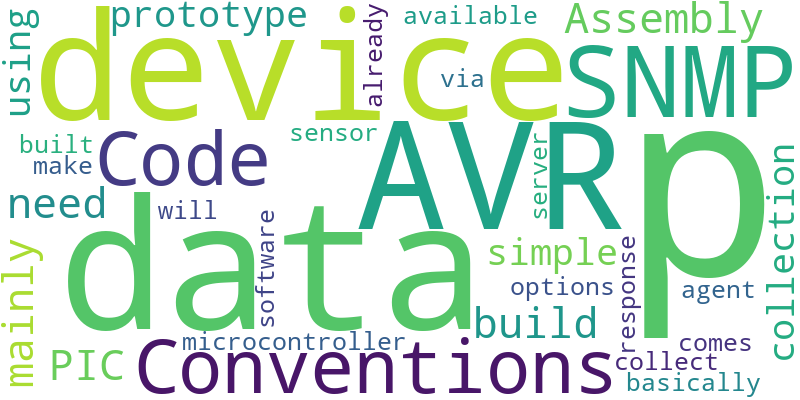 prototype
already
available
Assembly
using
device
via
SNMP
built
sensor
Code
AVR
server
p
make
need
will
data
software
simple
response
collection
mainly
options
agent
microcontroller
build
comes
PIC
Conventions
collect
basically